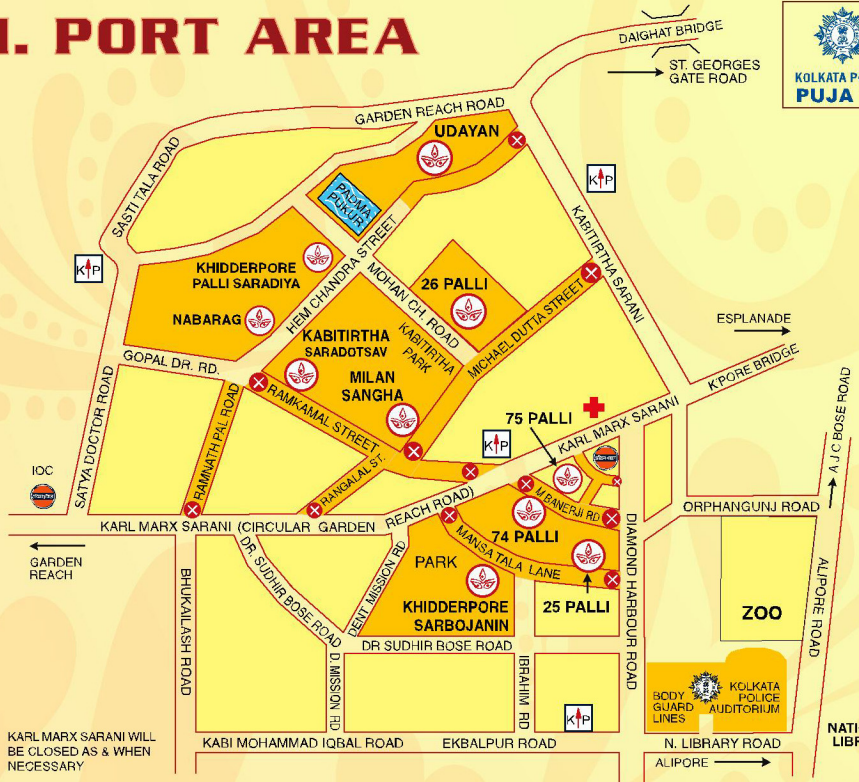 I. PORT AREA
DAIGHAT BRIDGE
ST. GEORGES
GATE ROAD
KOLKATA
PUJA
GARDEN REACH ROAD
UDAYAN
SASTI TALA ROAD
PADMA
PUKUR
KP
KABITIRTHA SARANI
KP
KHIDDERPORE
PALLI SARADIYA
HEM CHANDRA STREET
MOHAN CH. ROAD
26 PALLI
NABARAG
KABITIRTHA
SARADOTSAV
KABITIRTHA
PARK
MICHAEL DUTTA STREET
ESPLANADE
K'PORE BRIDGE
GOPAL DR. RD.
MILAN
SANGHA
RAMKAMAL STREET
SATYA DOCTOR ROAD
RAMNATH PAL ROAD
RANGALAL ST.
KP
75 PALLI
KARL MARX SARANI
A J C BOSE ROAD
IOC
M BANERJI RD
ORPHANGUNJ ROAD
KARL MARX SARANI (CIRCULAR GARDEN REACH ROAD)
74 PALLI
GARDEN
REACH
DR. SUDHIR BOSE ROAD
DENT MISSION RD
PARK
MANSA TALA LANE
DIAMOND HARBOUR ROAD
ALIPORE ROAD
BHUKAILASH ROAD
KHIDDERPORE
SARBOJANIN
25 PALLI
ZOO
DR SUDHIR BOSE ROAD
D. MISSION RD
IBRAHIM RD
KP
BODY
GUARD
LINES
KOLKATA
POLICE
AUDITORIUM
KARL MARX SARANI WILL
BE CLOSED AS & WHEN
NECESSARY
KABI MOHAMMAD IQBAL ROAD
EKBALPUR ROAD
N. LIBRARY ROAD
ALIPORE